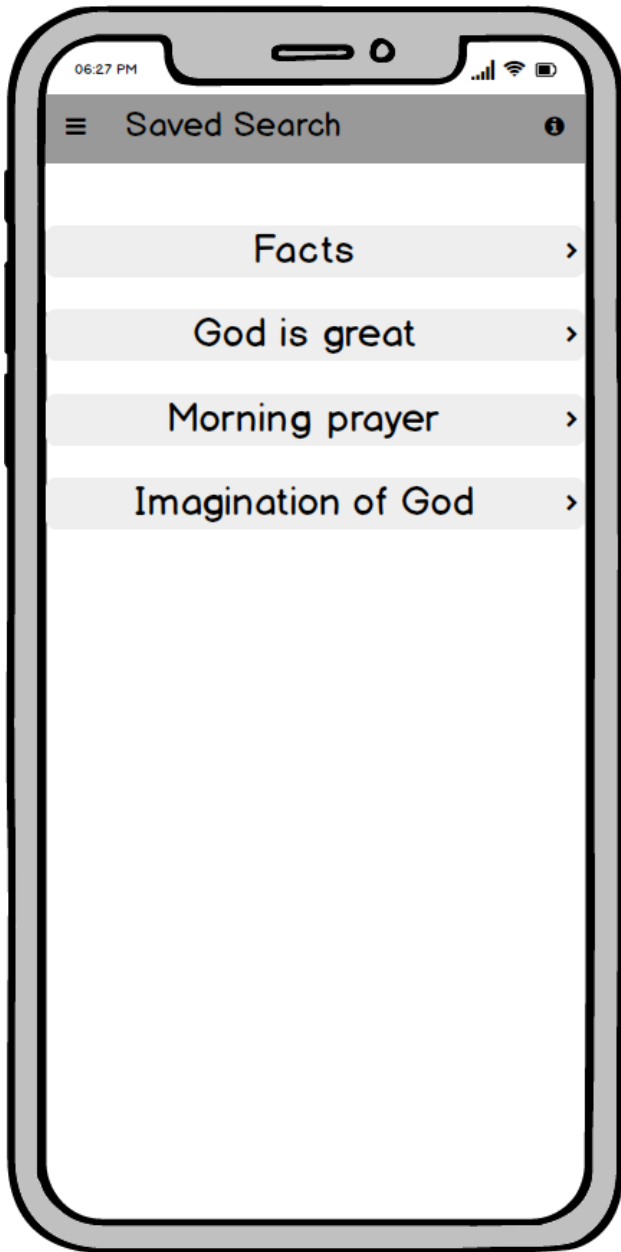 06:27 PM
Saved Search
Facts
God is great
Morning prayer
Imagination of God